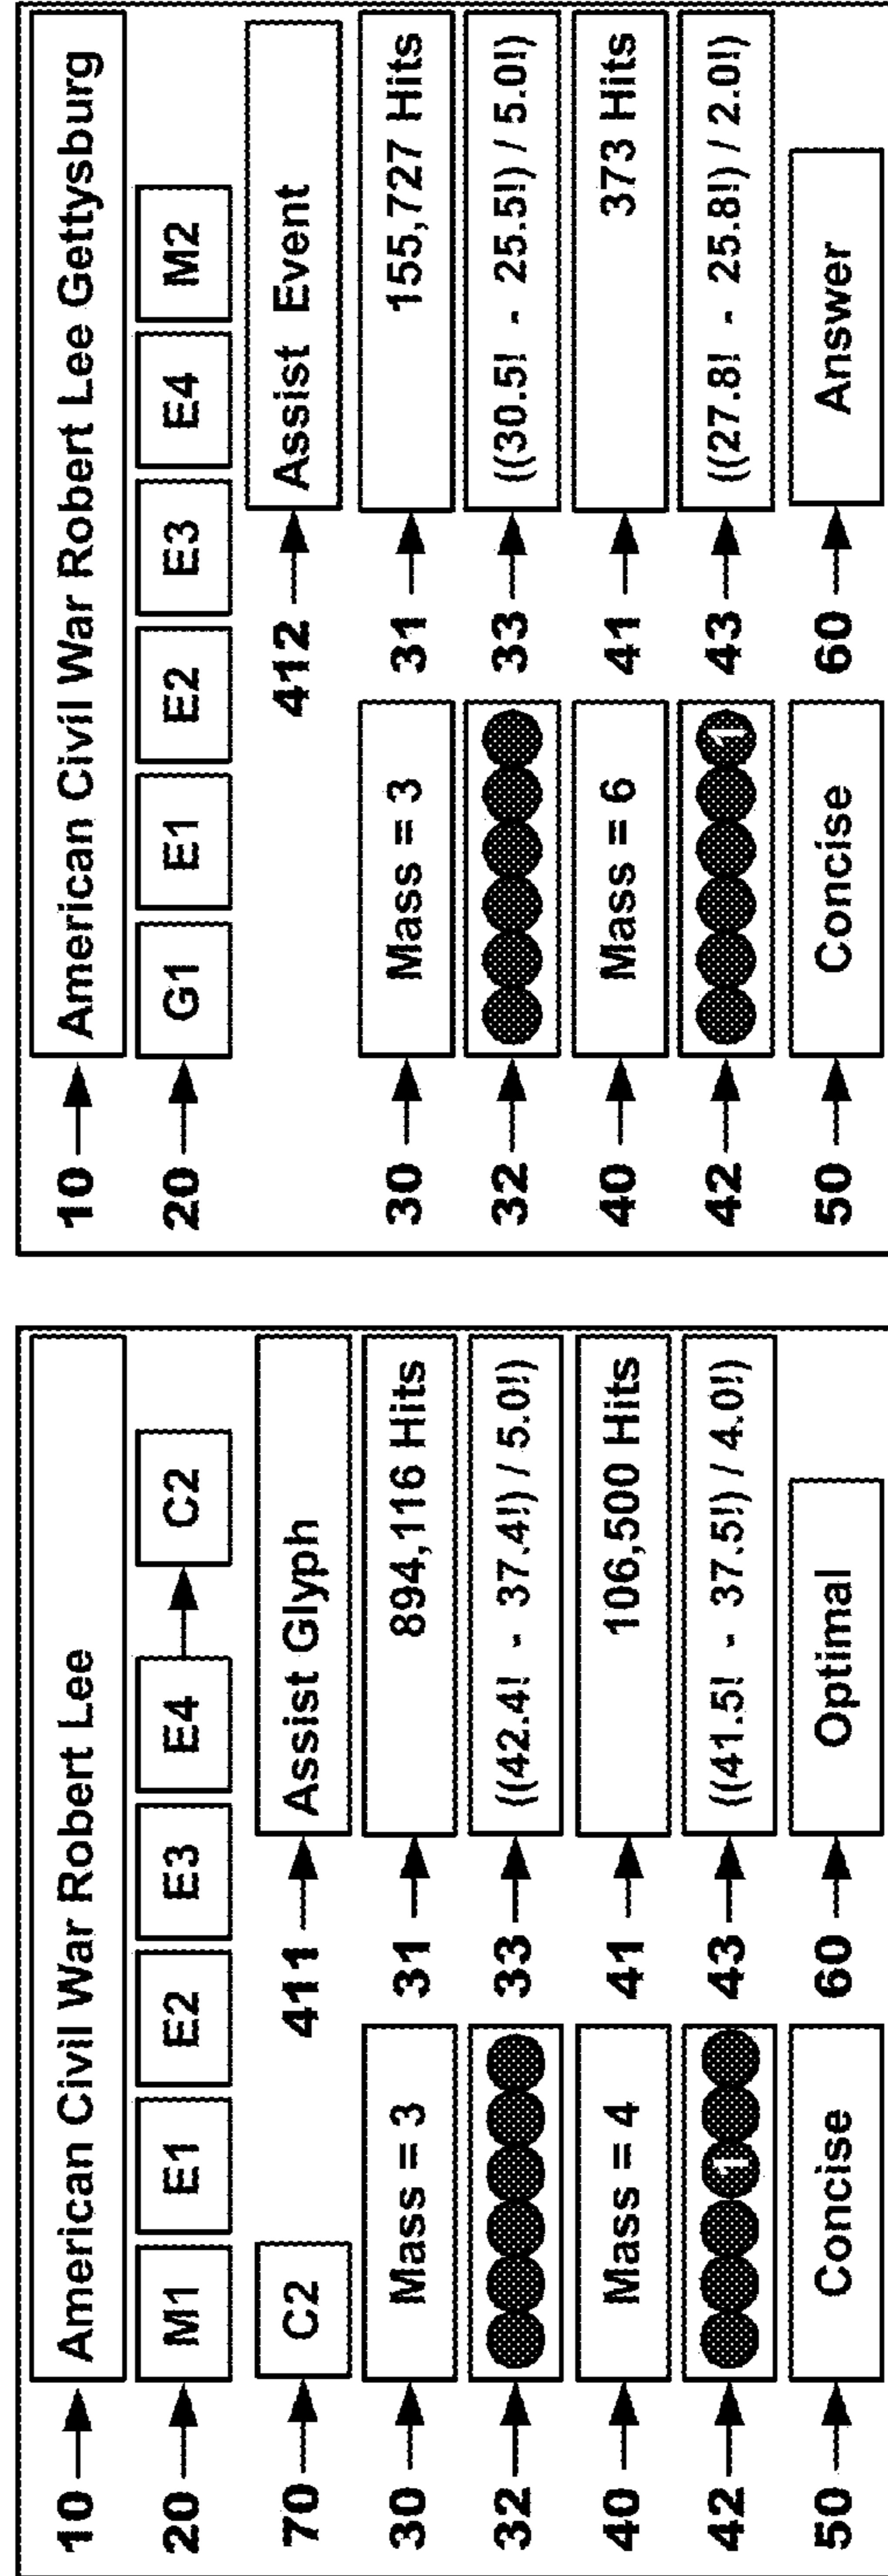 10 American Civil War Robert Lee
20 M1 E1 E2 E3 E4 C2
70 C2 411 Assist Glyph
30 Mass = 3 31 894,116 Hits
32 33 {(42.4! - 37.4!) / 5.0!)
40 Mass = 4 41 106,500 Hits
42 1 43 {(41.5! - 37.5!) / 4.0!)
50 Concise 60 Optimal
10 American Civil War Robert Lee Gettysburg
20 G1 E1 E2 E3 E4 M2
412 Assist Event
30 Mass = 3 31 155,727 Hits
32 33 ((30.5! - 25.5!) / 5.0!)
40 Mass = 6 41 373 Hits
42 1 43 ((27.8! - 25.8!) / 2.0!)
50 Concise 60 Answer